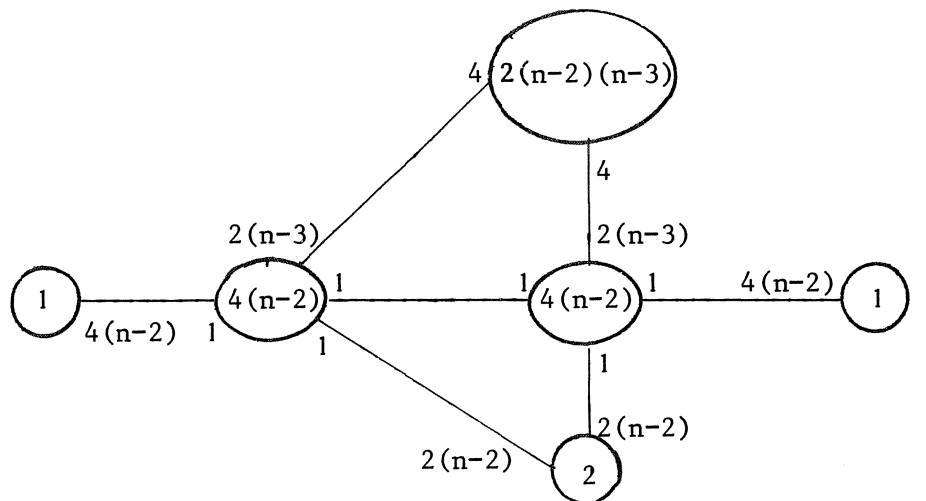 4 2(n-2)(n-3)
4
2(n-3) 2(n-3)
1 4(n-2) 1 1 4(n-2) 1 4(n-2) 1
4(n-2) 1 1 1
2(n-2) 2(n-2)
2